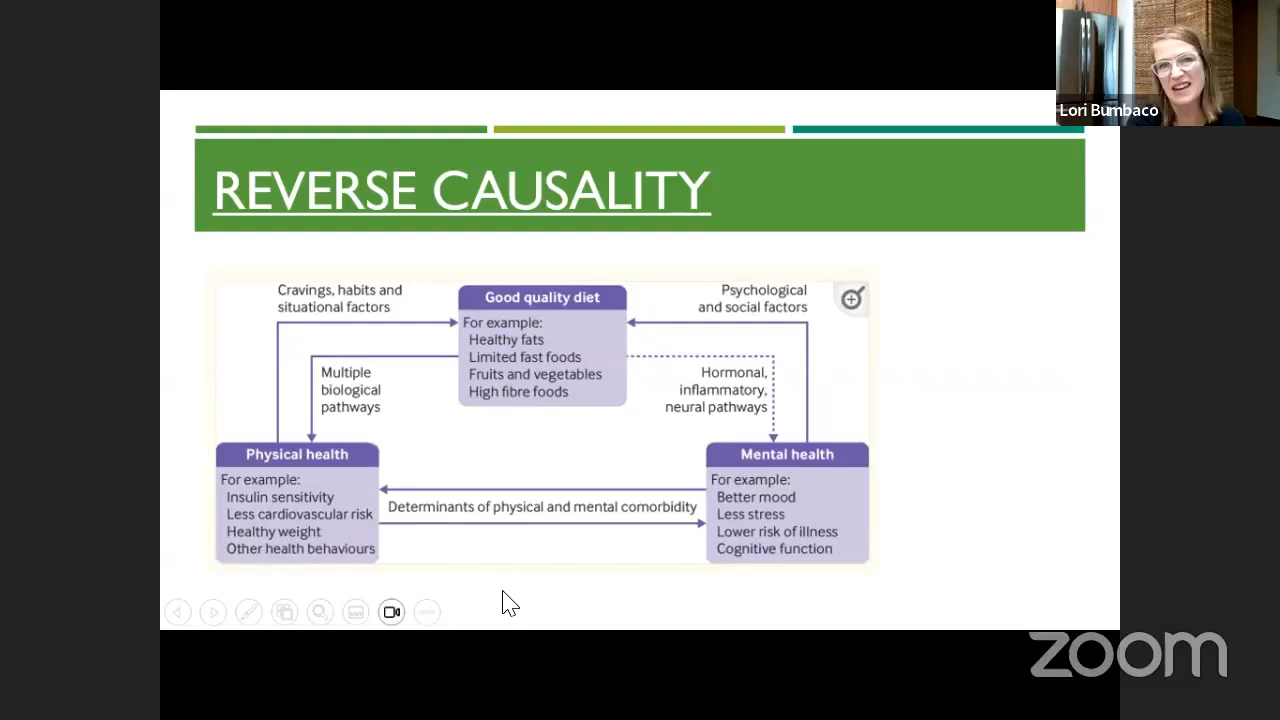 Lori Bumbaco
REVERSE CAUSALITY
Cravings, habits and
situational factors
Good quality diet
For example:
Healthy fats
Limited fast foods
Fruits and vegetables
High fibre foods
Psychological
and social factors
Multiple
biological
pathways
Hormonal,
inflammatory,
neural pathways
Physical health
For example:
Insulin sensitivity
Less cardiovascular risk
Healthy weight
Other health behaviours
Determinants of physical and mental comorbidity
Mental health
For example:
Better mood
Less stress
Lower risk of illness
Cognitive function
zoom